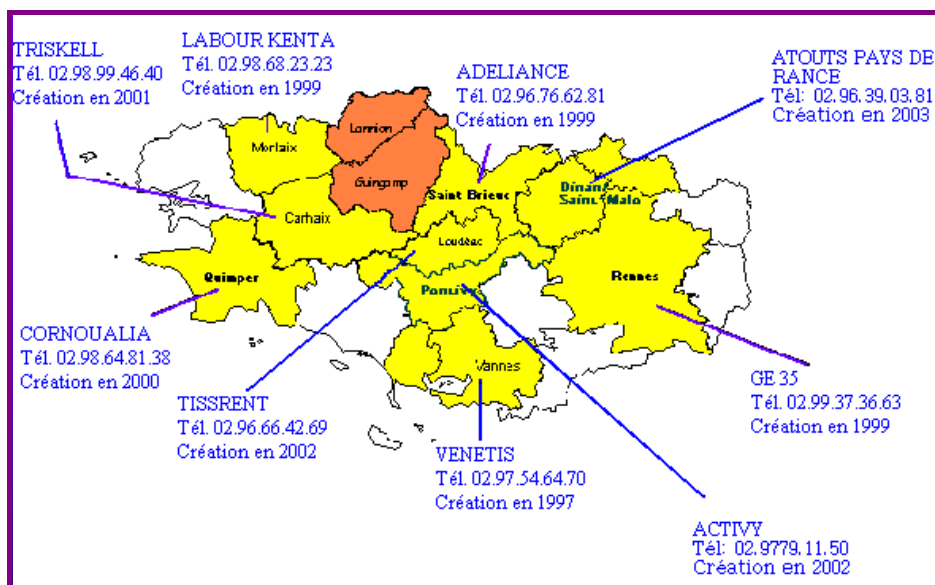 TRISKELL
Tél. 02.98.99.46.40
Création en 2001
LABOUR KENTA
Tél. 02.98.68.23.23
Création en 1999
ADELIANCE
Tél. 02.96.76.62.81
Création en 1999
ATOUTS PAYS DE
RANCE
Tél: 02.96.39.03.81
Création en 2003
Morlaix
Lannion
Guingamp
Saint Brieuc
Dinan/
Saint-Malo
Carhaix
Loudéac
Quimper
Pontivy
Rennes
Vannes
CORNOUALIA
Tél. 02.98.64.81.38
Création en 2000
TISSRENT
Tél. 02.96.66.42.69
Création en 2002
VENETIS
Tél. 02.97.54.64.70
Création en 1997
GE 35
Tél. 02.99.37.36.63
Création en 1999
ACTIVY
Tél: 02.9779.11.50
Création en 2002